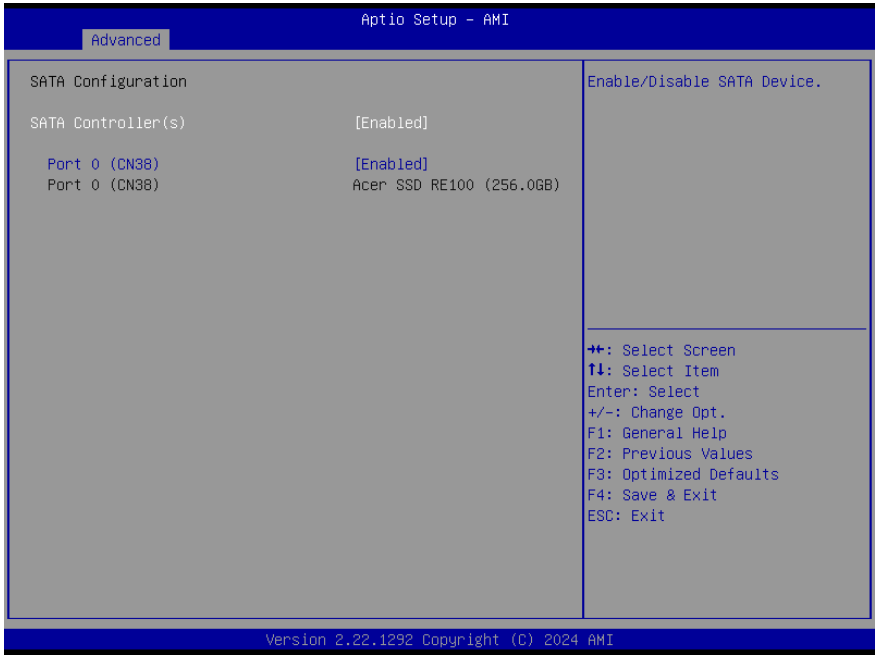 Aptio Setup – AMI
Advanced
SATA Configuration
SATA Controller(s) [Enabled]
Port 0 (CN38) [Enabled]
Port 0 (CN38) Acer SSD RE100 (256.0GB)
Enable/Disable SATA Device.
→←: Select Screen
↑↓: Select Item
Enter: Select
+/-: Change Opt.
F1: General Help
F2: Previous Values
F3: Optimized Defaults
F4: Save & Exit
ESC: Exit
Version 2.22.1292 Copyright (C) 2024 AMI